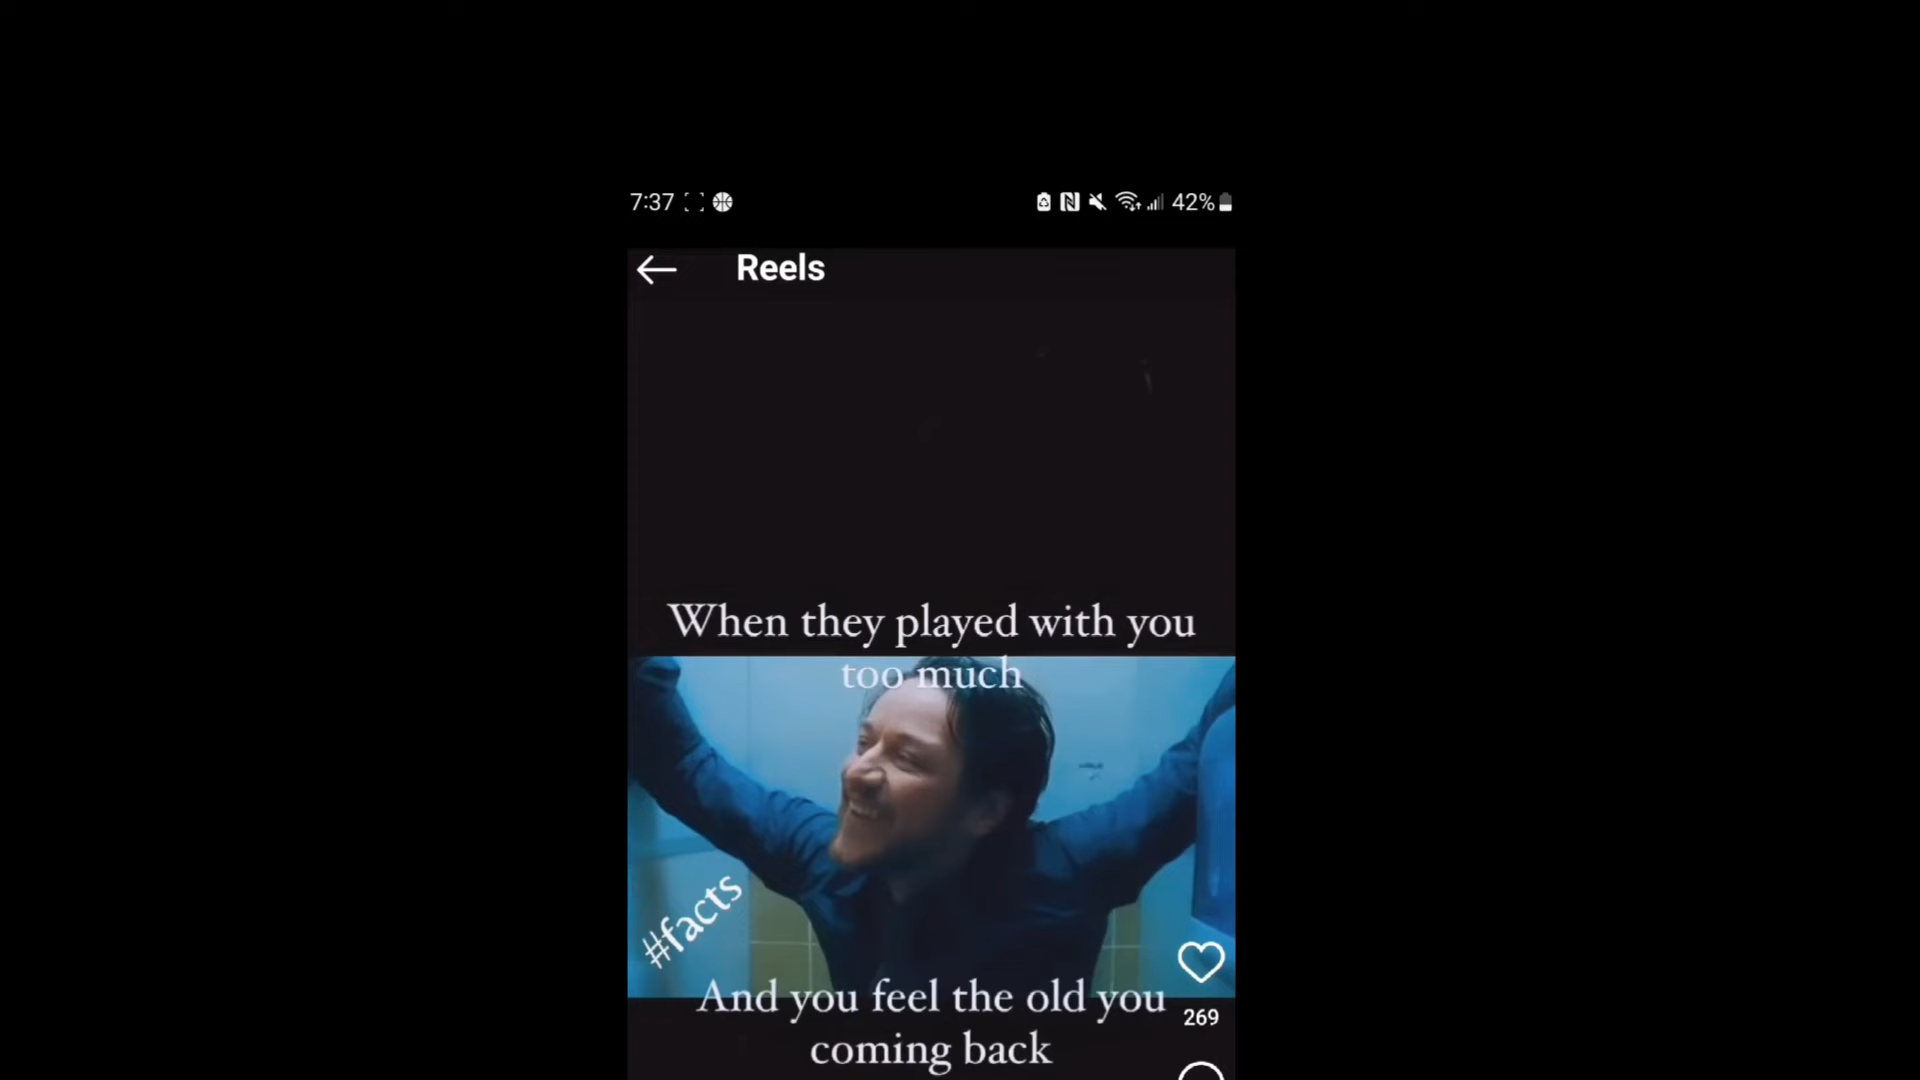 7:37 42%
Reels
When they played with you
too much
#facts
And you feel the old you
269
coming back